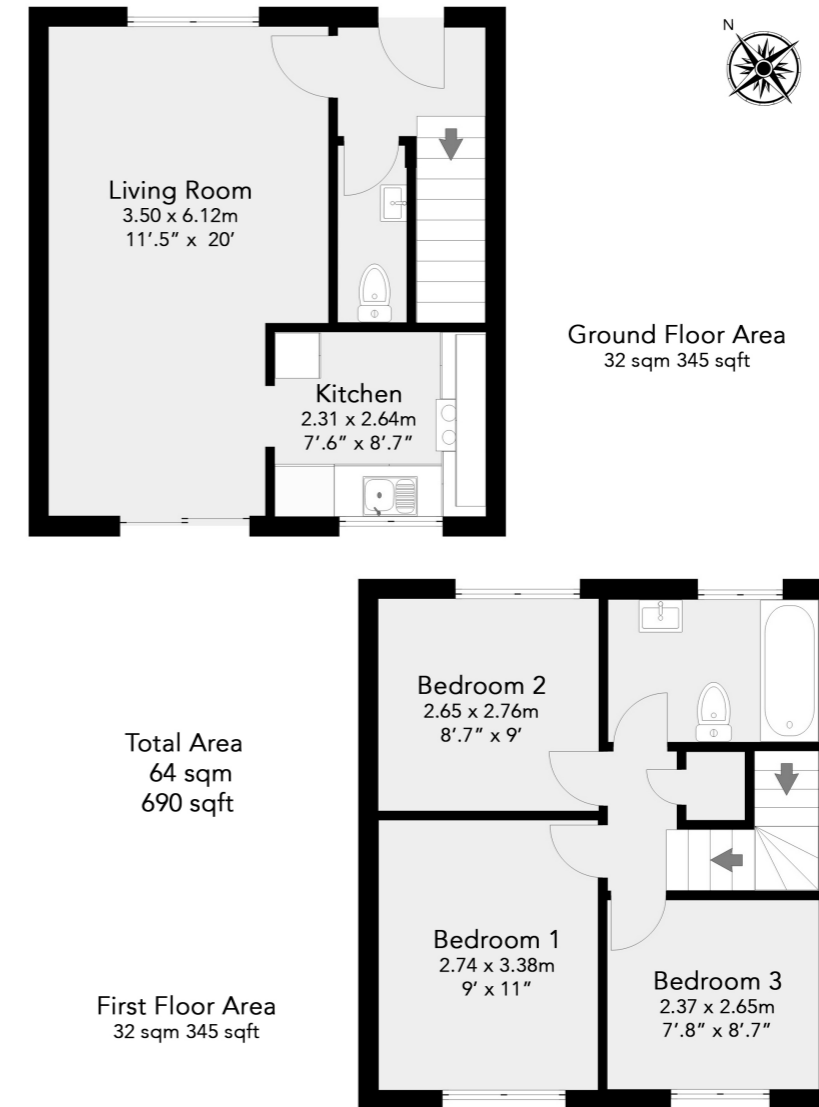 N
Living Room
3.50 x 6.12m
11'.5" x 20'
Ground Floor Area
32 sqm 345 sqft
Kitchen
2.31 x 2.64m
7'.6" x 8'.7"
Bedroom 2
2.65 x 2.76m
8'.7" x 9'
Total Area
64 sqm
690 sqft
Bedroom 1
2.74 x 3.38m
9' x 11"
Bedroom 3
2.37 x 2.65m
7'.8" x 8'.7"
First Floor Area
32 sqm 345 sqft